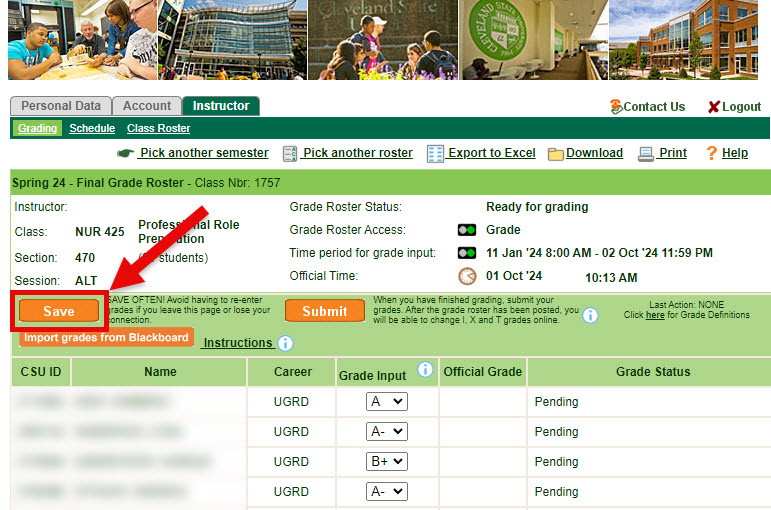 Cleveland State
CLEVELAND STATE UNIVERSITY
Personal Data Account Instructor
Contact Us Logout
Grading Schedule Class Roster
Pick another semester Pick another roster Export to Excel Download Print ? Help
Spring 24 - Final Grade Roster - Class Nbr: 1757
Instructor:
Grade Roster Status: Ready for grading
Class: NUR 425 Professional Role
Grade Roster Access: Grade
Section: 470 students)
Time period for grade input: 11 Jan '24 8:00 AM - 02 Oct '24 11:59 PM
Session: ALT
Official Time: 01 Oct '24 10:13 AM
Save
SAVE OFTEN! Avoid having to re-enter
grades if you leave this page or lose your
connection.
Submit
When you have finished grading, submit your
grades. After the grade roster has been posted, you
will be able to change I, X and T grades online.
i
Last Action: NONE
Click here for Grade Definitions
Import grades from Blackboard Instructions i
CSU ID Name Career Grade Input i Official Grade Grade Status
UGRD A Pending
UGRD A- Pending
UGRD B+ Pending
UGRD A- Pending